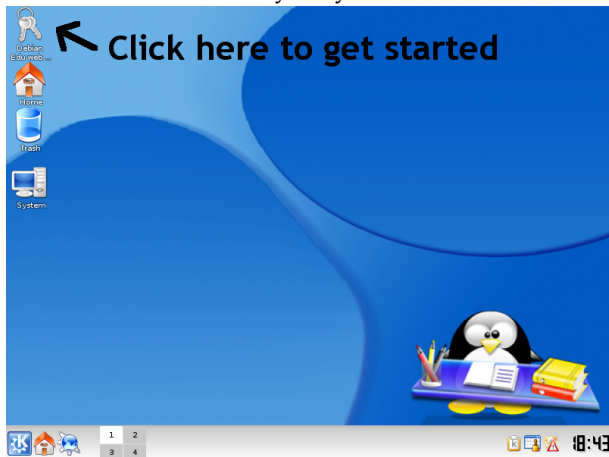 Click here to get started
Debian
Edu web ...
Home
Trash
System
1 2
3 4
18:43